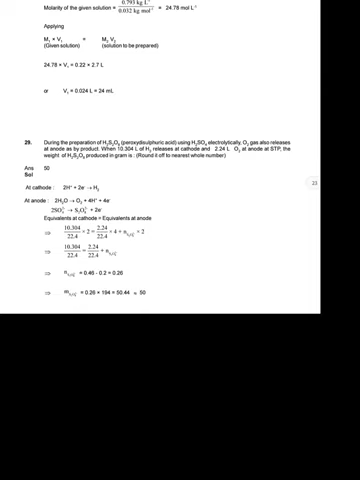 Molarity of the given solution = 0.793 kg L⁻¹ / 0.032 kg mol⁻¹ = 24.78 mol L⁻¹
Applying
M₁ × V₁ = M₂ V₂
(Given solution) (solution to be prepared)
24.78 × V₁ = 0.22 × 2.7 L
or V₁ = 0.024 L = 24 mL
29. During the preparation of H₂S₂O₈ (peroxydisulphuric acid) using H₂SO₄ electrolytically, O₂ gas also releases
at anode as by product. When 10.304 L of H₂ releases at cathode and 2.24 L O₂ at anode at STP, the
weight of H₂S₂O₈ produced in gram is : (Round it off to nearest whole number)
Ans 50
Sol
23
At cathode : 2H⁺ + 2e⁻ → H₂
At anode : 2H₂O → O₂ + 4H⁺ + 4e⁻
2SO₄²⁻ → S₂O₈²⁻ + 2e⁻
Equivalents at cathode = Equivalents at anode
⇒ 10.304/22.4 × 2 = 2.24/22.4 × 4 + n_H₂S₂O₈ × 2
⇒ 10.304/22.4 = 2.24/22.4 + n_H₂S₂O₈
⇒ n_H₂S₂O₈ = 0.46 - 0.2 = 0.26
⇒ m_H₂S₂O₈ = 0.26 × 194 = 50.44 ≈ 50